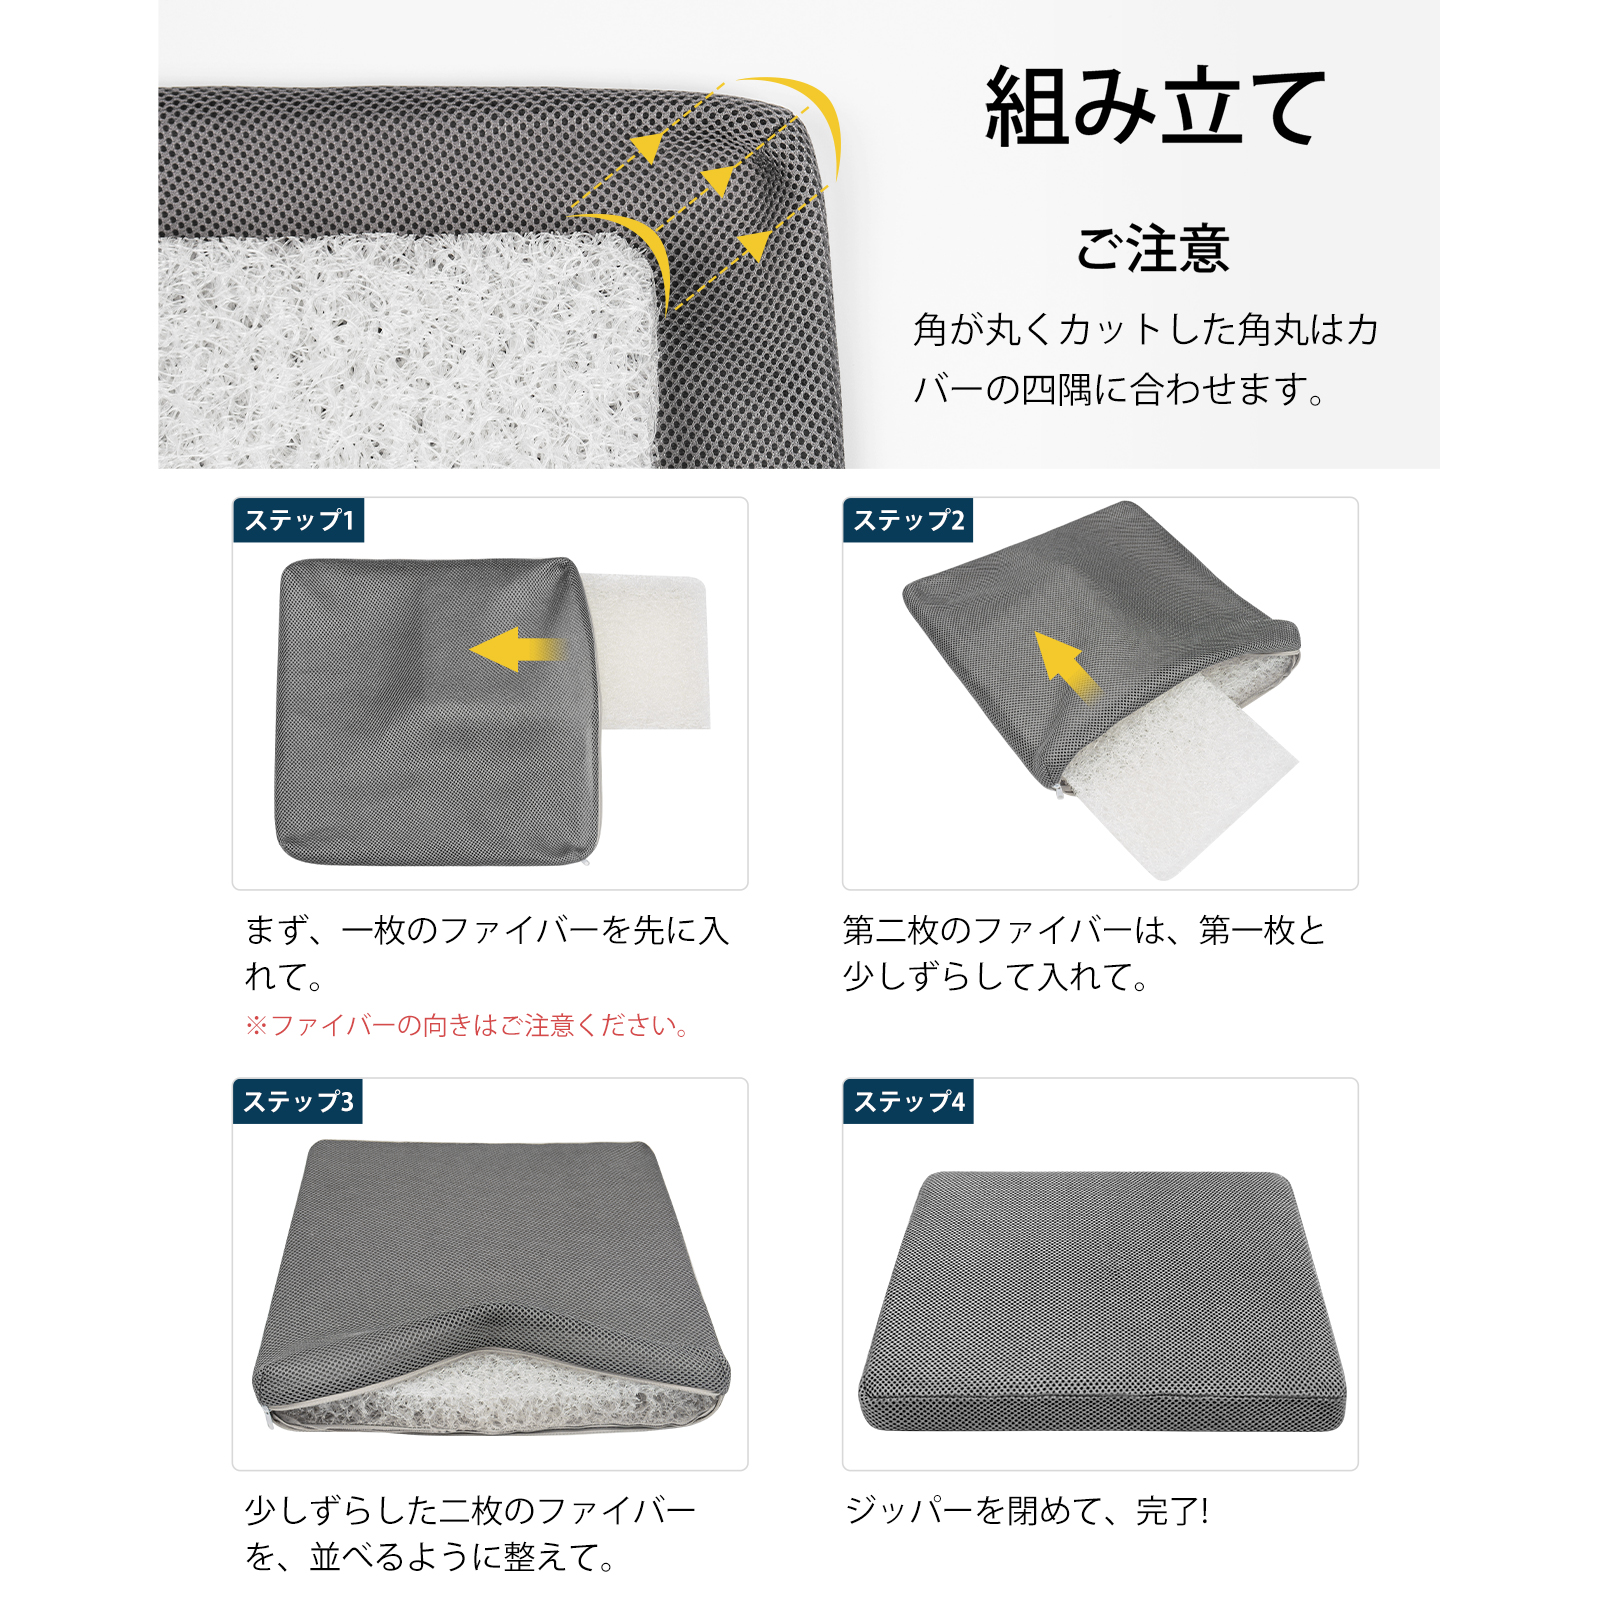 組み立て
ご注意
角が丸くカットした角丸はカ
バーの四隅に合わせます。
ステップ1
まず、一枚のファイバーを先に入
れて。
※ファイバーの向きはご注意ください。
ステップ2
第二枚のファイバーは、第一枚と
少しずらして入れて。
ステップ3
少しずらした二枚のファイバー
を、並べるように整えて。
ステップ4
ジッパーを閉めて、完了!